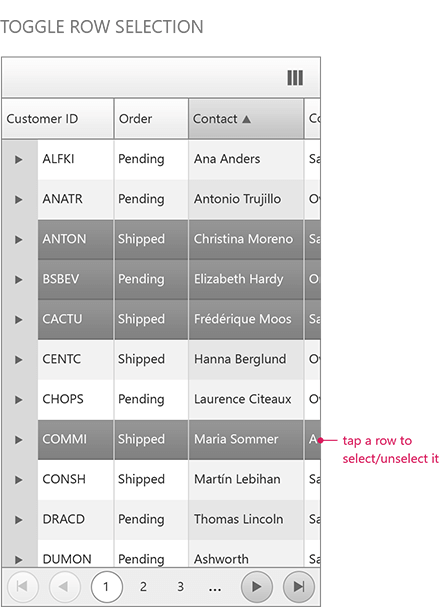 TOGGLE ROW SELECTION
Customer ID Order Contact
ALFKI Pending Ana Anders Sa
ANATR Pending Antonio Trujillo
ANTON Shipped Christina Moreno Sa
BSBEV Pending Elizabeth Hardy
CACTU Shipped Frédérique Moos Sa
CENTC Shipped Hanna Berglund
CHOPS Pending Laurence Citeaux
COMMI Shipped Maria Sommer A
tap a row to
select/unselect it
CONSH Shipped Martín Lebihan Sa
DRACD Pending Thomas Lincoln Sa
DUMON Pending Ashworth Sa
1 2 3 ...